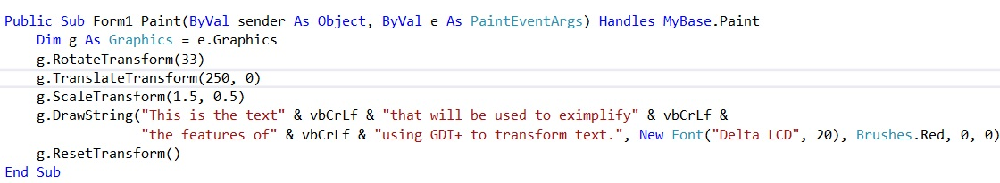 Public Sub Form1_Paint(ByVal sender As Object, ByVal e As PaintEventArgs) Handles MyBase.Paint
    Dim g As Graphics = e.Graphics
    g.RotateTransform(33)
    g.TranslateTransform(250, 0)
    g.ScaleTransform(1.5, 0.5)
    g.DrawString("This is the text" & vbCrLf & "that will be used to eximplify" & vbCrLf &
                 "the features of" & vbCrLf & "using GDI+ to transform text.", New Font("Delta LCD", 20), Brushes.Red, 0, 0)
    g.ResetTransform()
End Sub